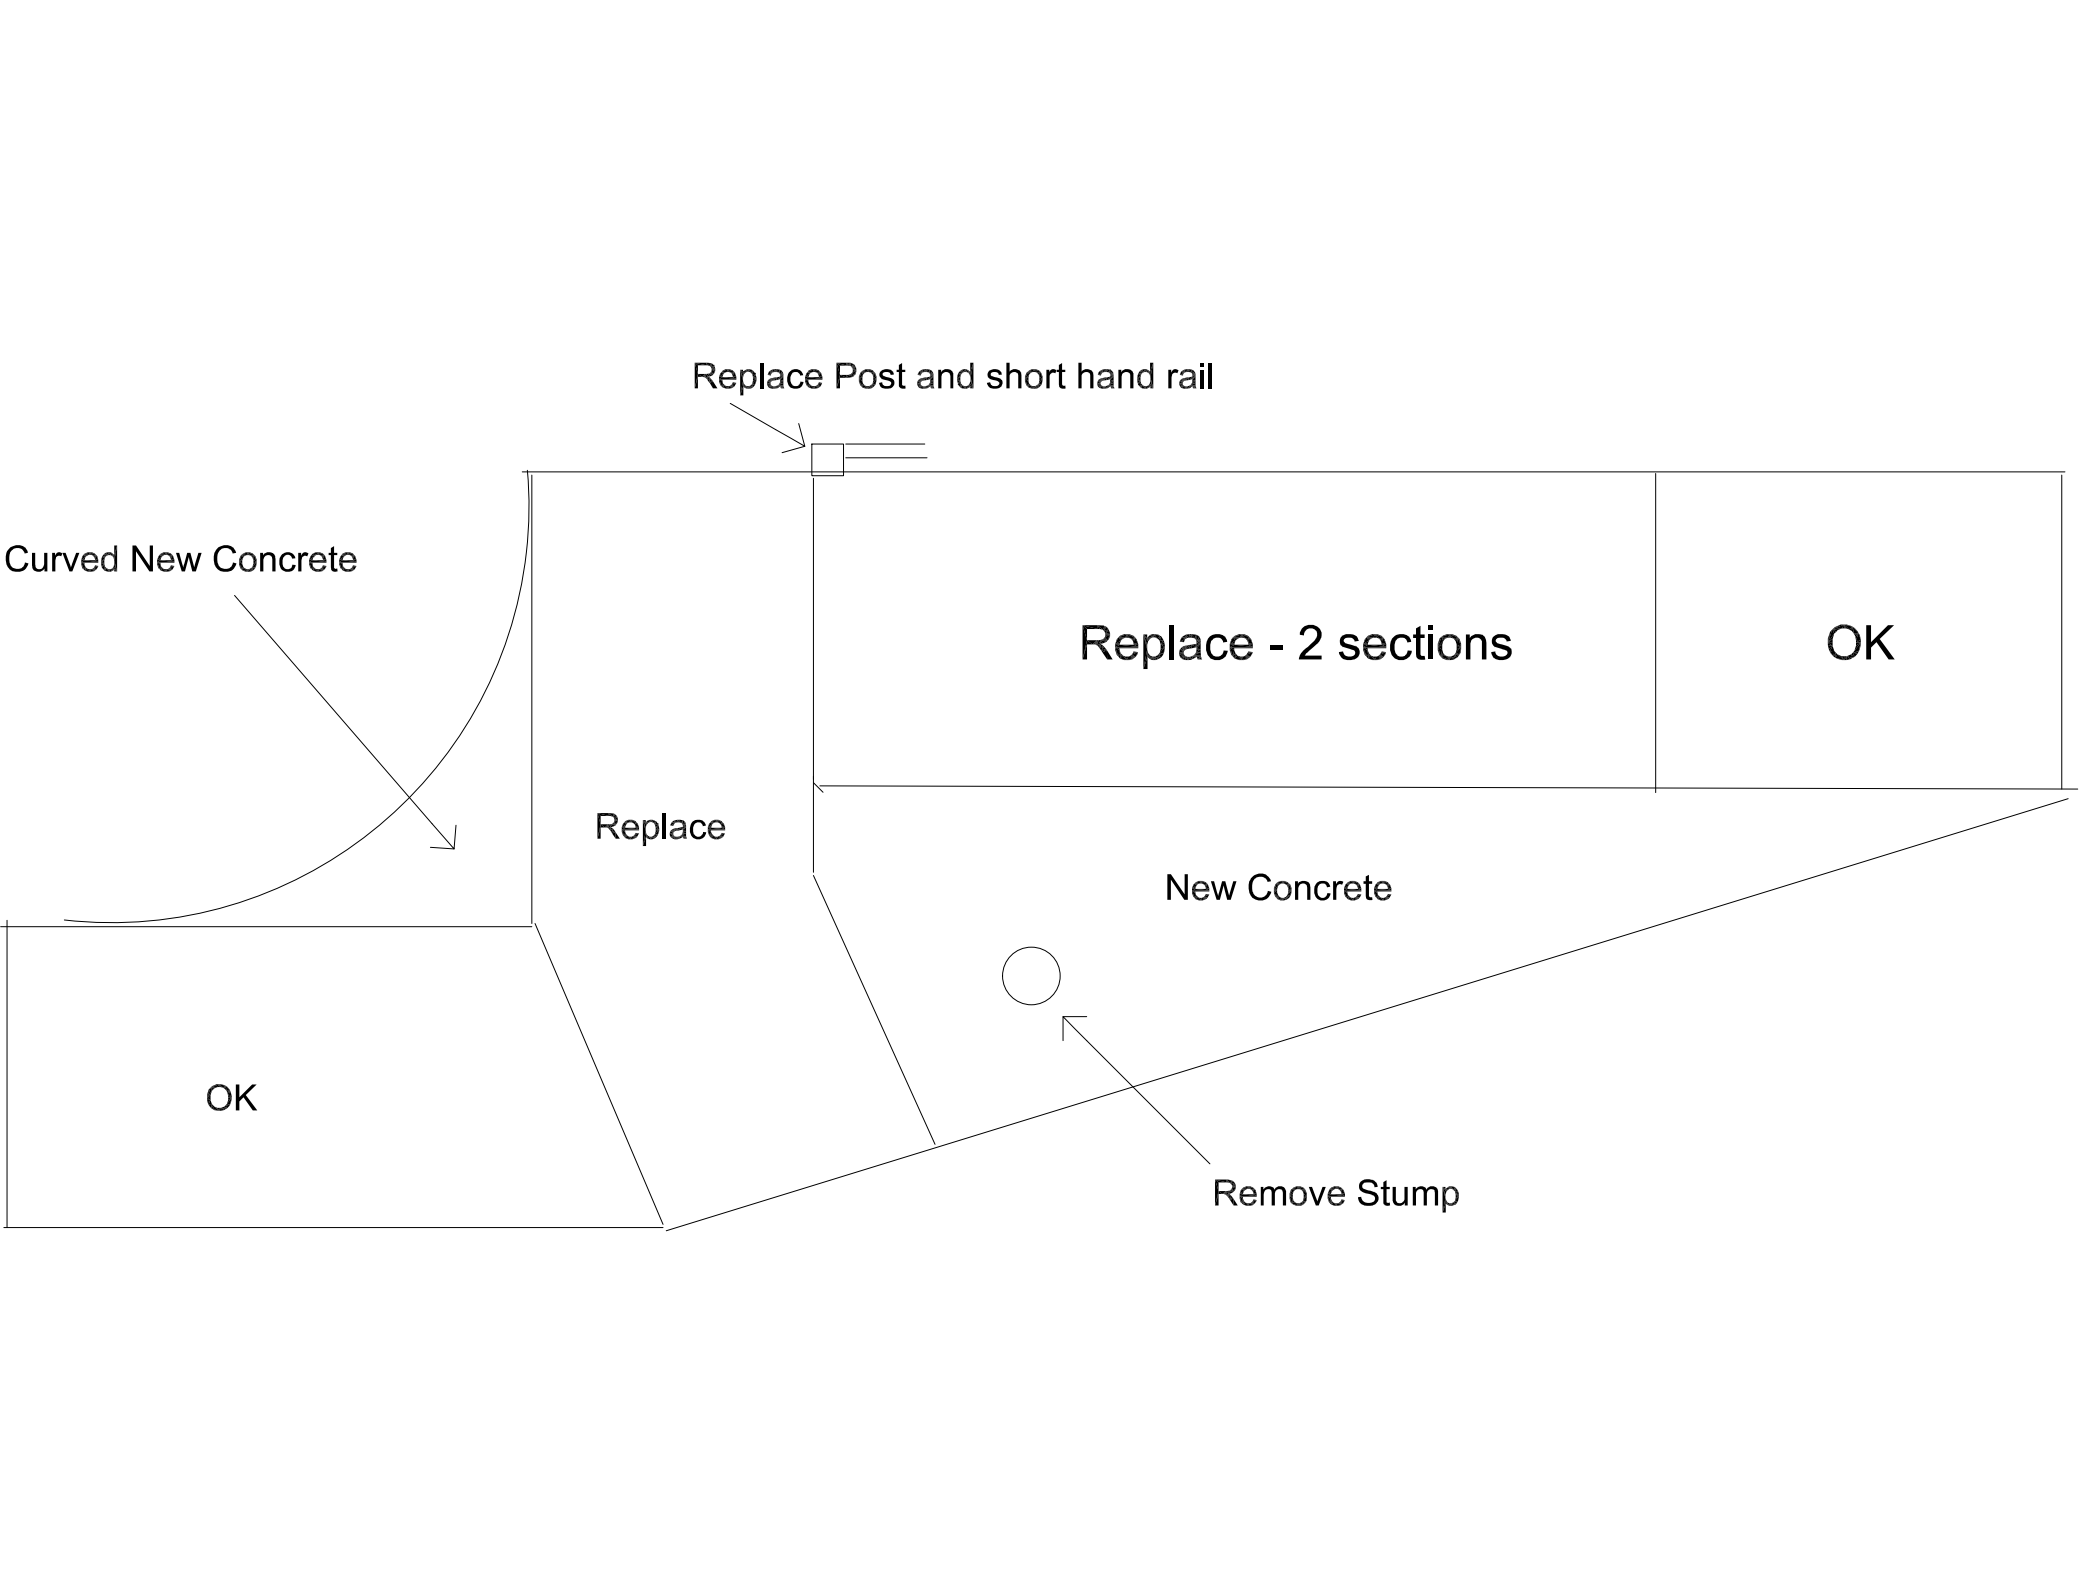 Replace Post and short hand rail
Curved New Concrete
Replace - 2 sections
OK
Replace
New Concrete
OK
Remove Stump